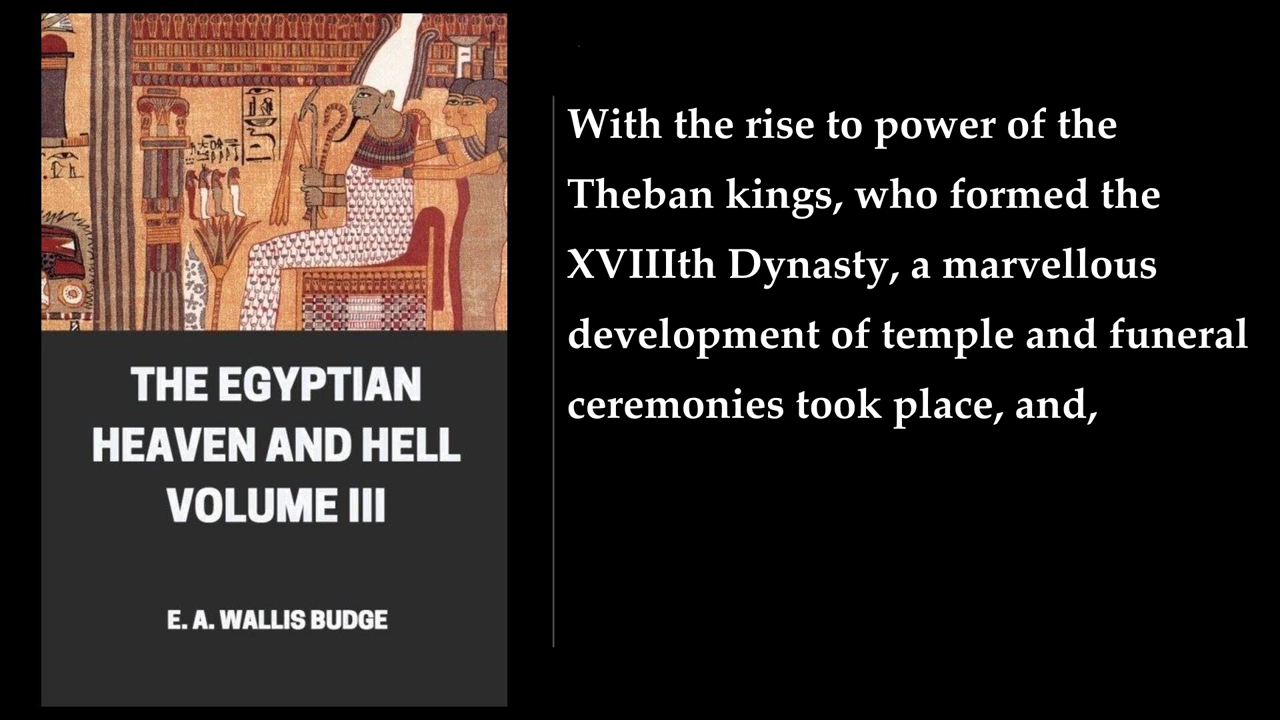 THE EGYPTIAN
HEAVEN AND HELL
VOLUME III
E. A. WALLIS BUDGE
With the rise to power of the
Theban kings, who formed the
XVIIIth Dynasty, a marvellous
development of temple and funeral
ceremonies took place, and,